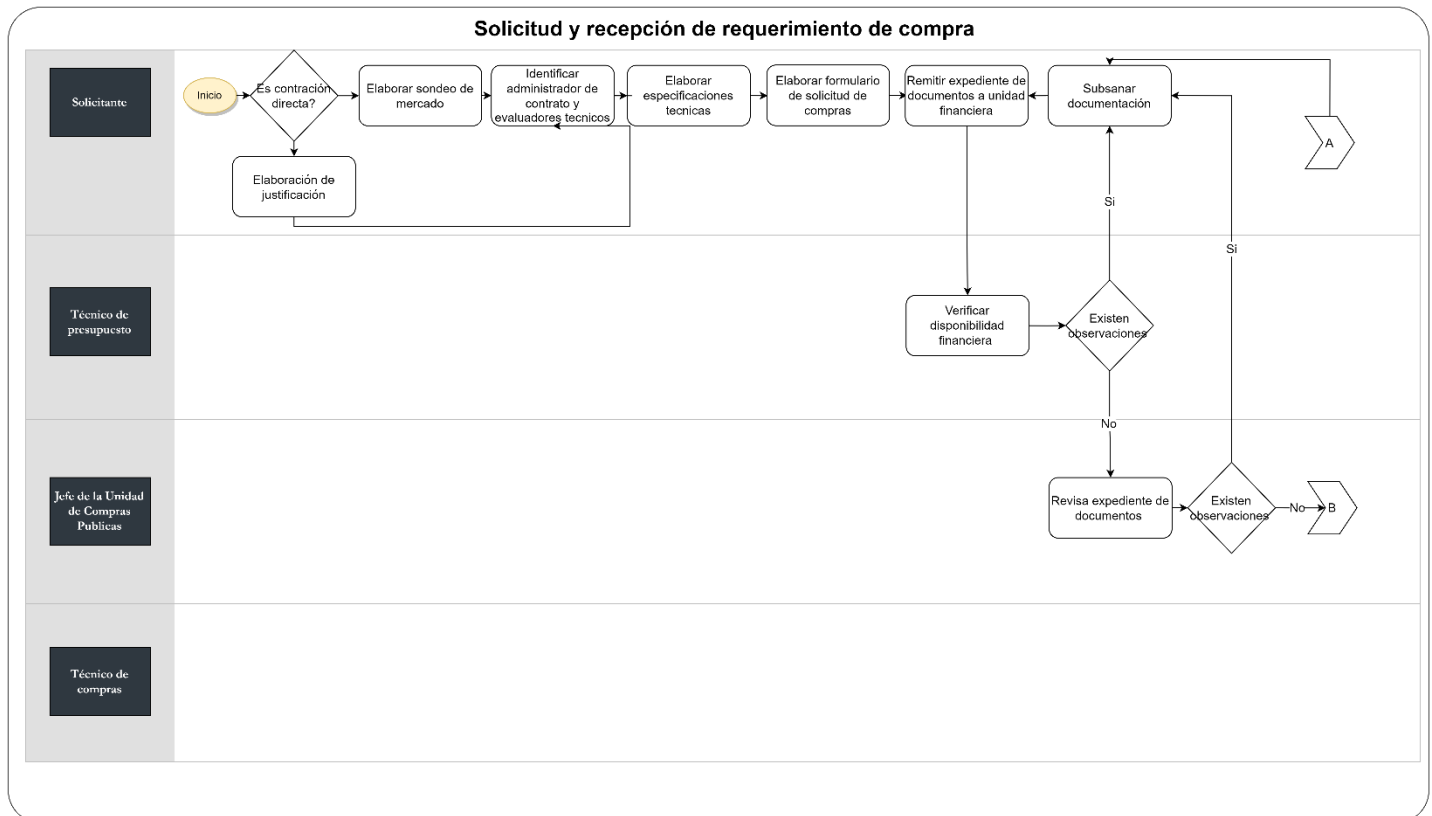 Solicitud y recepción de requerimiento de compra
Solicitante
Inicio
Es contración
directa?
Elaborar sondeo de
mercado
Identificar
administrador de
contrato y
evaluadores tecnicos
Elaborar
especificaciones
tecnicas
Elaborar formulario
de solicitud de
compras
Remitir expediente de
documentos a unidad
financiera
Subsanar
documentación
A
Elaboración de
justificación
Si
Si
Técnico de
presupuesto
Verificar
disponibilidad
financiera
Existen
observaciones
No
Jefe de la Unidad
de Compras
Publicas
Revisa expediente de
documentos
Existen
observaciones
No
B
Técnico de
compras